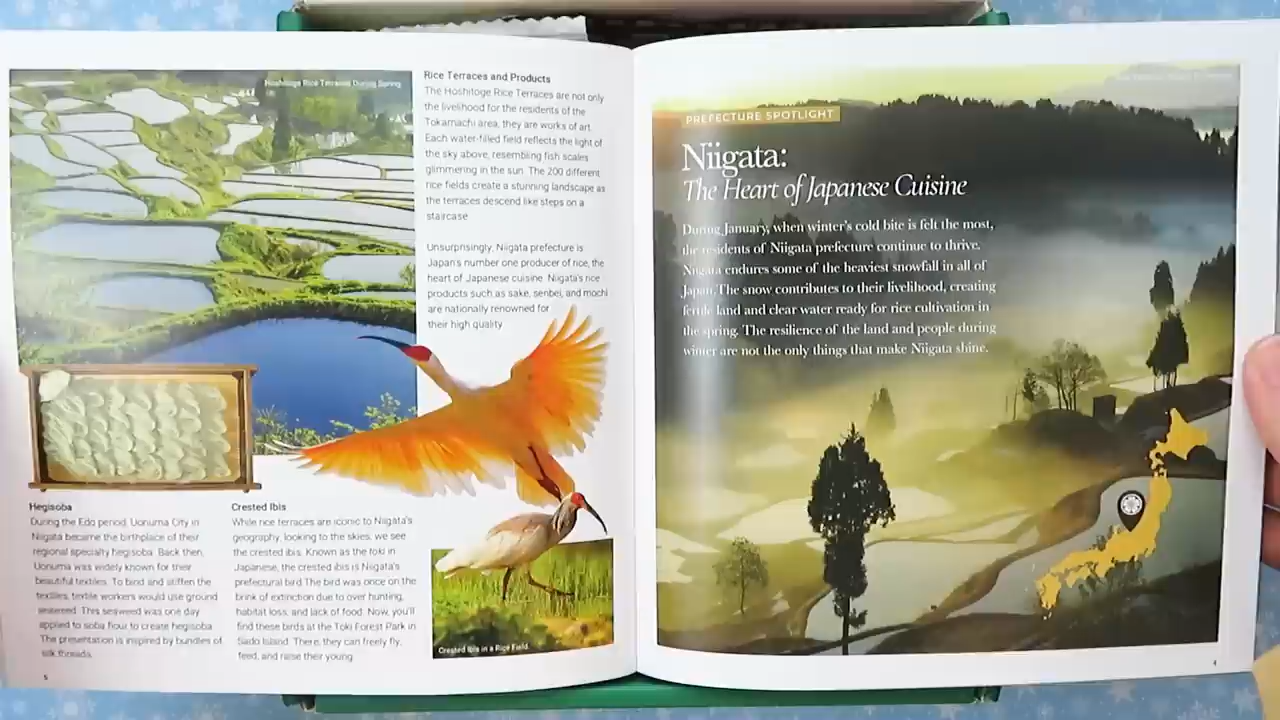 Hoshitoge Rice Terraces During Spring
Rice Terraces and Products
The Hoshitoge Rice Terraces are not only
the livelihood for the residents of the
Tokamachi area, they are works of art.
Each water-filled field reflects the light of
the sky above, resembling fish scales
glimmering in the sun. The 200 different
rice fields create a stunning landscape as
the terraces descend like steps on a
staircase
Unsurprisingly, Niigata prefecture is
Japan's number one producer of rice, the
heart of Japanese cuisine. Niigata's rice
products such as sake, senbei, and mochi
are nationally renowned for
their high quality.
Hegisoba
During the Edo period, Uonuma City in
Niigata became the birthplace of their
regional specialty hegisoba. Back then,
Uonuma was widely known for their
beautiful textiles. To bind and stiffen the
textiles, textile workers would use ground
seaweed. This seaweed was one day
applied to soba flour to create hegisoba.
The presentation is inspired by bundles of
silk threads.
Crested Ibis
While rice terraces are iconic to Niigata's
geography, looking to the skies, we see
the crested ibis. Known as the toki in
Japanese, the crested ibis is Niigata's
prefectural bird. The bird was once on the
brink of extinction due to over hunting,
habitat loss, and lack of food. Now, you'll
find these birds at the Toki Forest Park in
Sado Island. There, they can freely fly,
feed, and raise their young.
Crested Ibis in a Rice Field.
5
PREFECTURE SPOTLIGHT
Niigata:
The Heart of Japanese Cuisine
During January, when winter's cold bite is felt the most,
the residents of Niigata prefecture continue to thrive.
Niigata endures some of the heaviest snowfall in all of
Japan. The snow contributes to their livelihood, creating
fertile land and clear water ready for rice cultivation in
the spring. The resilience of the land and people during
winter are not the only things that make Niigata shine.
4